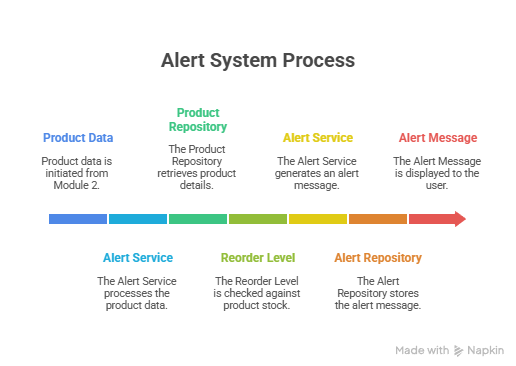 Alert System Process
Product Data
Product data is
initiated from
Module 2.
Product
Repository
The Product
Repository
retrieves product
details.
Alert Service
The Alert Service
generates an alert
message.
Alert Message
The Alert Message
is displayed to the
user.
Alert Service
The Alert Service
processes the
product data.
Reorder Level
The Reorder Level
is checked against
product stock.
Alert Repository
The Alert
Repository stores
the alert message.
Made with Napkin